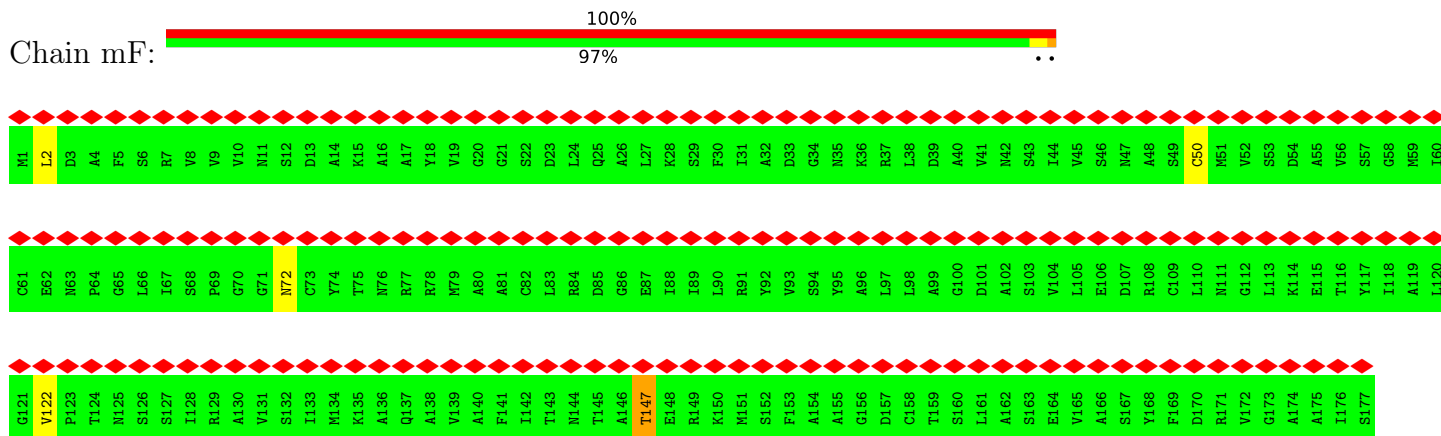 100%
Chain mF:
97%
..
M1 L2 D3 A4 F5 S6 R7 V8 V9 V10 N11 S12 D13 A14 K15 A16 A17 Y18 V19 G20 G21 S22 D23 L24 Q25 A26 L27 K28 S29 F30 I31 A32 D33 G34 N35 K36 R37 L38 D39 A40 V41 N42 S43 I44 V45 S46 N47 A48 S49 C50 M51 V52 S53 D54 A55 V56 S57 G58 M59 I60
C61 E62 N63 P64 G65 L66 I67 S68 P69 G70 G71 N72 C73 Y74 T75 N76 R77 R78 M79 A80 A81 C82 L83 R84 D85 G86 E87 I88 I89 L90 R91 Y92 V93 S94 Y95 A96 L97 L98 A99 G100 D101 A102 S103 V104 L105 E106 D107 R108 C109 L110 N111 G112 L113 K114 E115 T116 Y117 I118 A119 L120
G121 V122 P123 T124 N125 S126 S127 I128 R129 A130 V131 S132 I133 M134 K135 A136 Q137 A138 V139 A140 F141 I142 T143 N144 T145 A146 T147 E148 R149 K150 M151 S152 F153 A154 A155 G156 D157 C158 T159 S160 L161 A162 S163 E164 V165 A166 S167 Y168 F169 D170 R171 V172 G173 A174 A175 I176 S177